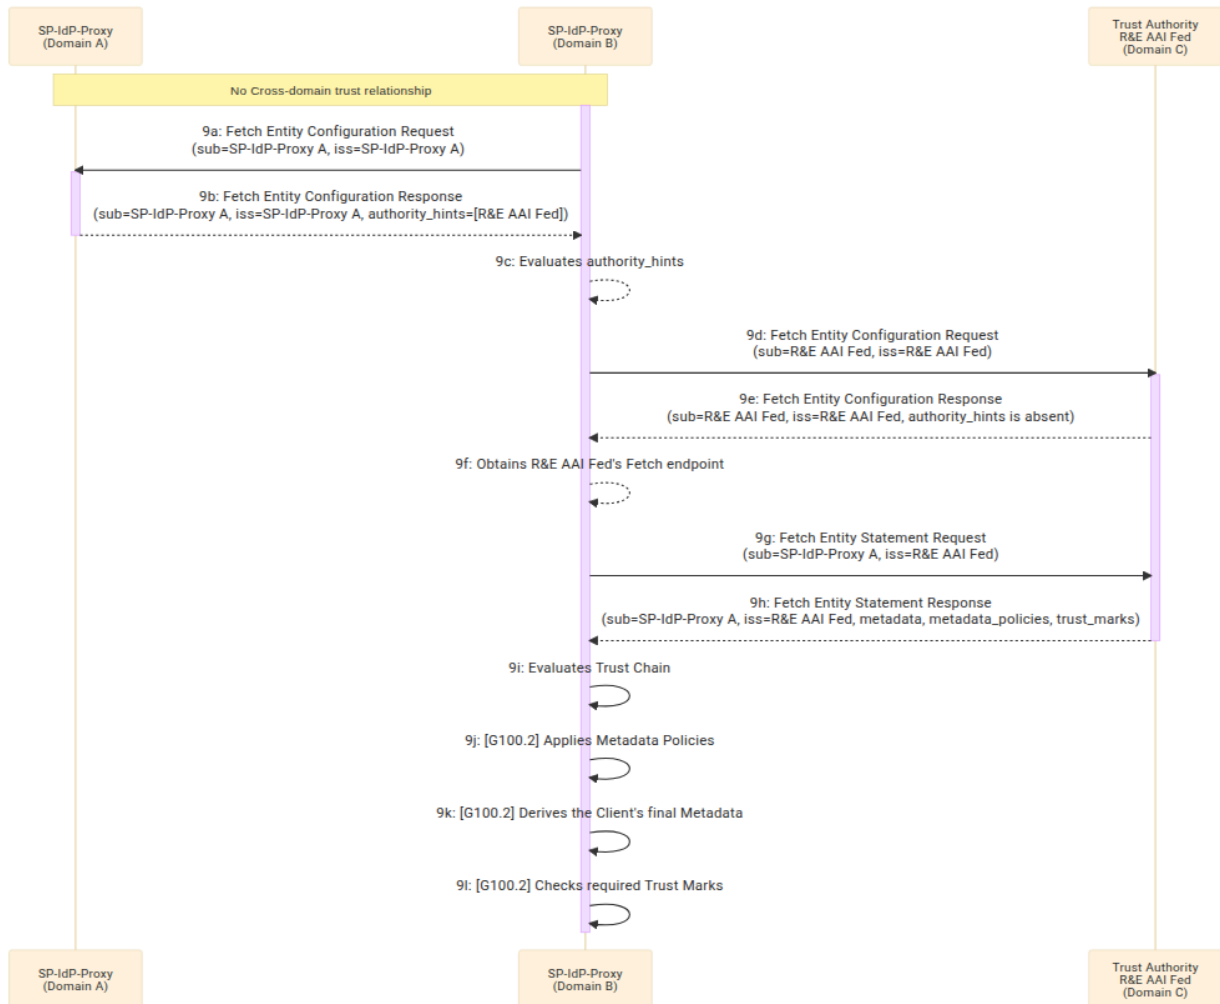 SP-IdP-Proxy
(Domain A)
SP-IdP-Proxy
(Domain B)
Trust Authority
R&E AAI Fed
(Domain C)
No Cross-domain trust relationship
9a: Fetch Entity Configuration Request
(sub=SP-IdP-Proxy A, iss=SP-IdP-Proxy A)
9b: Fetch Entity Configuration Response
(sub=SP-IdP-Proxy A, iss=SP-IdP-Proxy A, authority_hints=[R&E AAI Fed])
9c: Evaluates authority_hints
9d: Fetch Entity Configuration Request
(sub=R&E AAI Fed, iss=R&E AAI Fed)
9e: Fetch Entity Configuration Response
(sub=R&E AAI Fed, iss=R&E AAI Fed, authority_hints is absent)
9f: Obtains R&E AAI Fed's Fetch endpoint
9g: Fetch Entity Statement Request
(sub=SP-IdP-Proxy A, iss=R&E AAI Fed)
9h: Fetch Entity Statement Response
(sub=SP-IdP-Proxy A, iss=R&E AAI Fed, metadata, metadata_policies, trust_marks)
9i: Evaluates Trust Chain
9j: [G100.2] Applies Metadata Policies
9k: [G100.2] Derives the Client's final Metadata
9l: [G100.2] Checks required Trust Marks
SP-IdP-Proxy
(Domain A)
SP-IdP-Proxy
(Domain B)
Trust Authority
R&E AAI Fed
(Domain C)